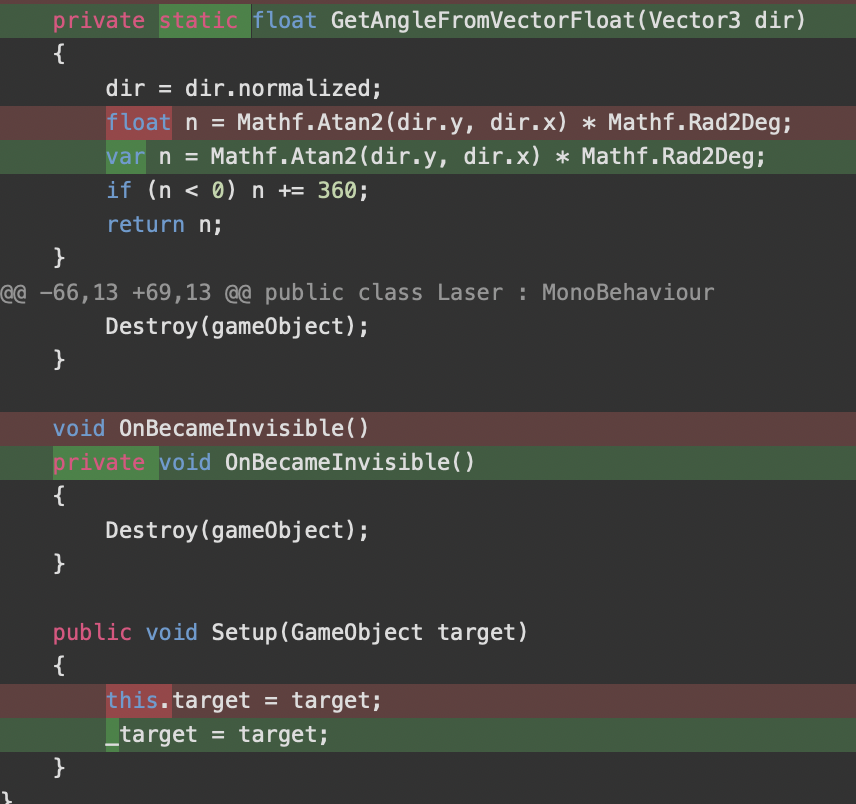 private static float GetAngleFromVectorFloat(Vector3 dir)
    {
        dir = dir.normalized;
        float n = Mathf.Atan2(dir.y, dir.x) * Mathf.Rad2Deg;
        var n = Mathf.Atan2(dir.y, dir.x) * Mathf.Rad2Deg;
        if (n < 0) n += 360;
        return n;
    }
@@ -66,13 +69,13 @@ public class Laser : MonoBehaviour
        Destroy(gameObject);
    }
    void OnBecameInvisible()
    private void OnBecameInvisible()
    {
        Destroy(gameObject);
    }
    public void Setup(GameObject target)
    {
        this.target = target;
        _target = target;
    }
}